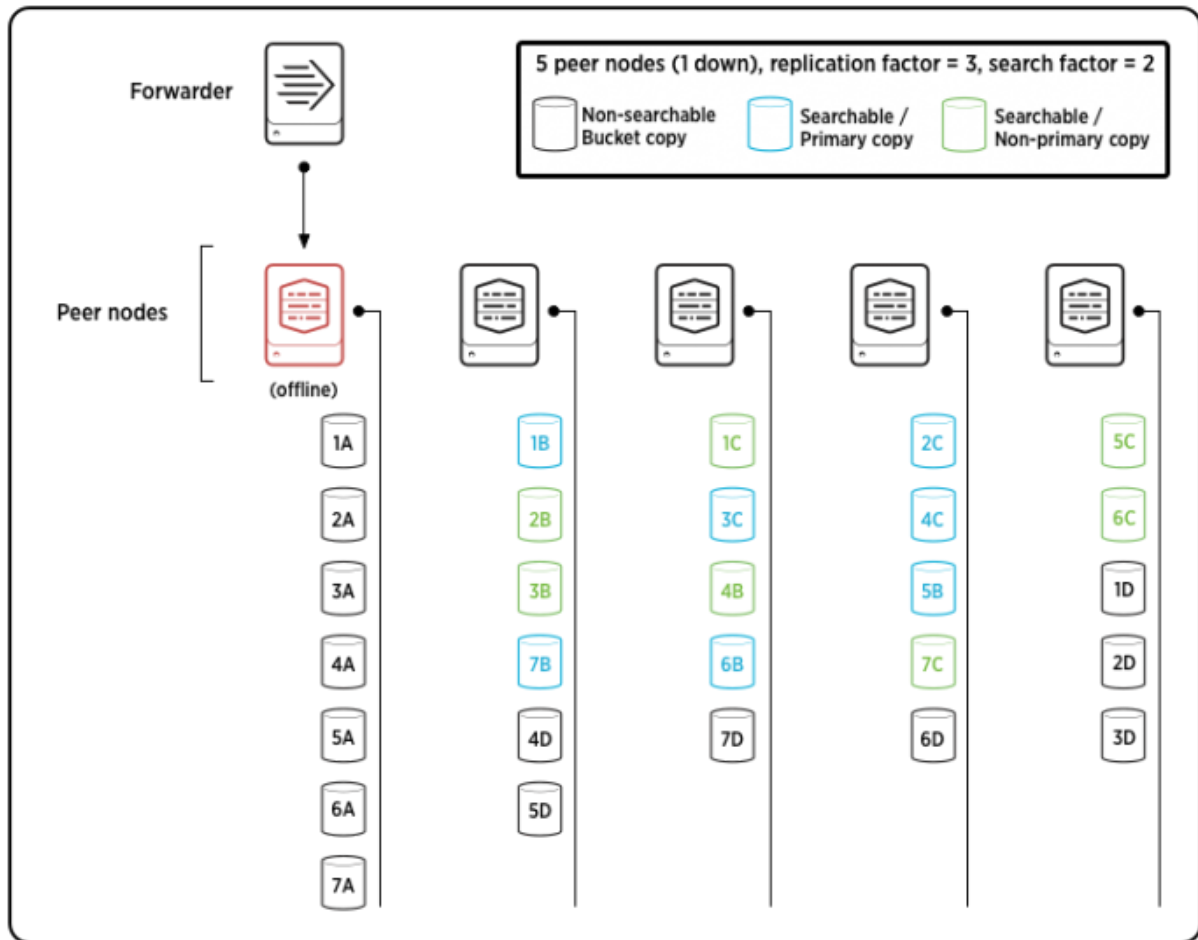 Forwarder
5 peer nodes (1 down), replication factor = 3, search factor = 2
Non-searchable
Bucket copy
Searchable /
Primary copy
Searchable /
Non-primary copy
Peer nodes
(offline)
1A
2A
3A
4A
5A
6A
7A
1B
2B
3B
7B
4D
5D
1C
3C
4B
6B
7D
2C
4C
5B
7C
6D
5C
6C
1D
2D
3D